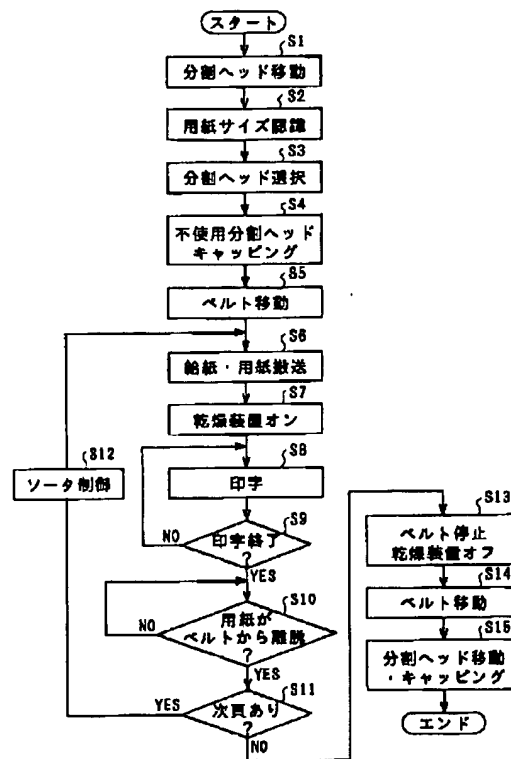 スタート
S1
分割ヘッド移動
S2
用紙サイズ認識
S3
分割ヘッド選択
S4
不使用分割ヘッド
キャッピング
S5
ベルト移動
S6
給紙・用紙搬送
S7
乾燥装置オン
S8
印字
S9
印字終了
?
NO
YES
S10
用紙が
ベルトから離脱
?
NO
YES
S11
次頁あり
?
YES
NO
S12
ソータ制御
S13
ベルト停止
乾燥装置オフ
S14
ベルト移動
S15
分割ヘッド移動
・キャッピング
エンド